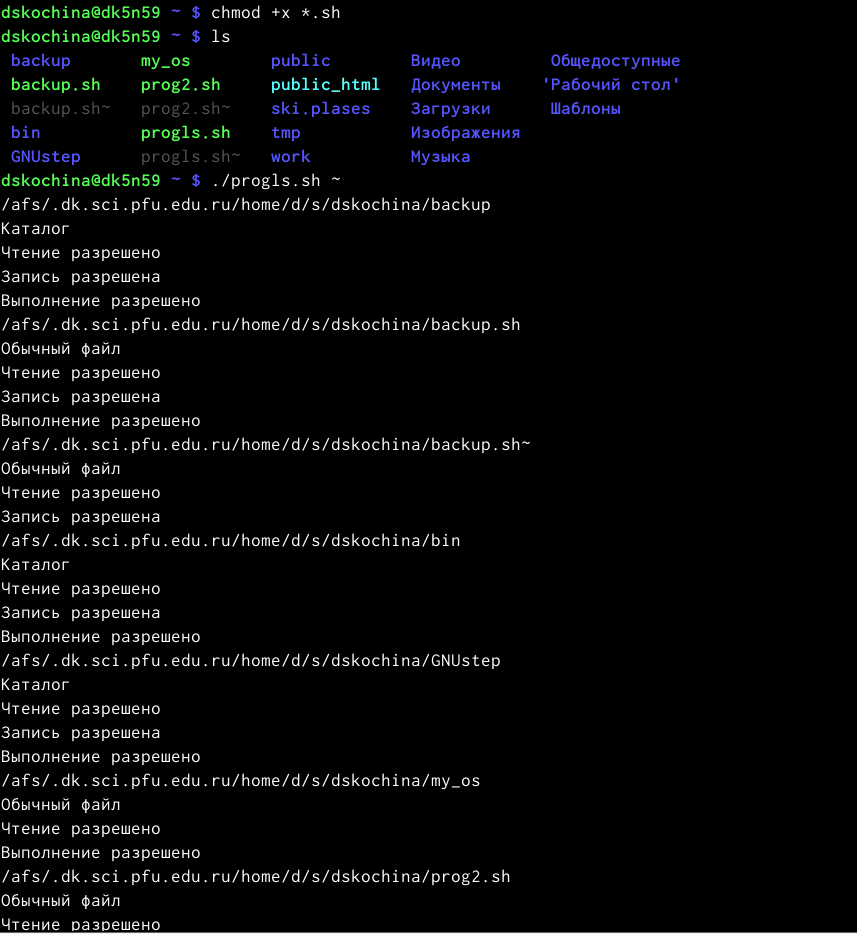 dskochina@dk5n59 ~ $ chmod +x *.sh
dskochina@dk5n59 ~ $ ls
backup my_os public Видео Общедоступные
backup.sh prog2.sh public_html Документы 'Рабочий стол'
backup.sh~ prog2.sh~ ski.plases Загрузки Шаблоны
bin progls.sh tmp Изображения
GNUstep progls.sh~ work Музыка
dskochina@dk5n59 ~ $ ./progls.sh ~
/afs/.dk.sci.pfu.edu.ru/home/d/s/dskochina/backup
Каталог
Чтение разрешено
Запись разрешена
Выполнение разрешено
/afs/.dk.sci.pfu.edu.ru/home/d/s/dskochina/backup.sh
Обычный файл
Чтение разрешено
Запись разрешена
Выполнение разрешено
/afs/.dk.sci.pfu.edu.ru/home/d/s/dskochina/backup.sh~
Обычный файл
Чтение разрешено
Запись разрешена
/afs/.dk.sci.pfu.edu.ru/home/d/s/dskochina/bin
Каталог
Чтение разрешено
Запись разрешена
Выполнение разрешено
/afs/.dk.sci.pfu.edu.ru/home/d/s/dskochina/GNUstep
Каталог
Чтение разрешено
Запись разрешена
Выполнение разрешено
/afs/.dk.sci.pfu.edu.ru/home/d/s/dskochina/my_os
Обычный файл
Чтение разрешено
Выполнение разрешено
/afs/.dk.sci.pfu.edu.ru/home/d/s/dskochina/prog2.sh
Обычный файл
Чтение разрешено